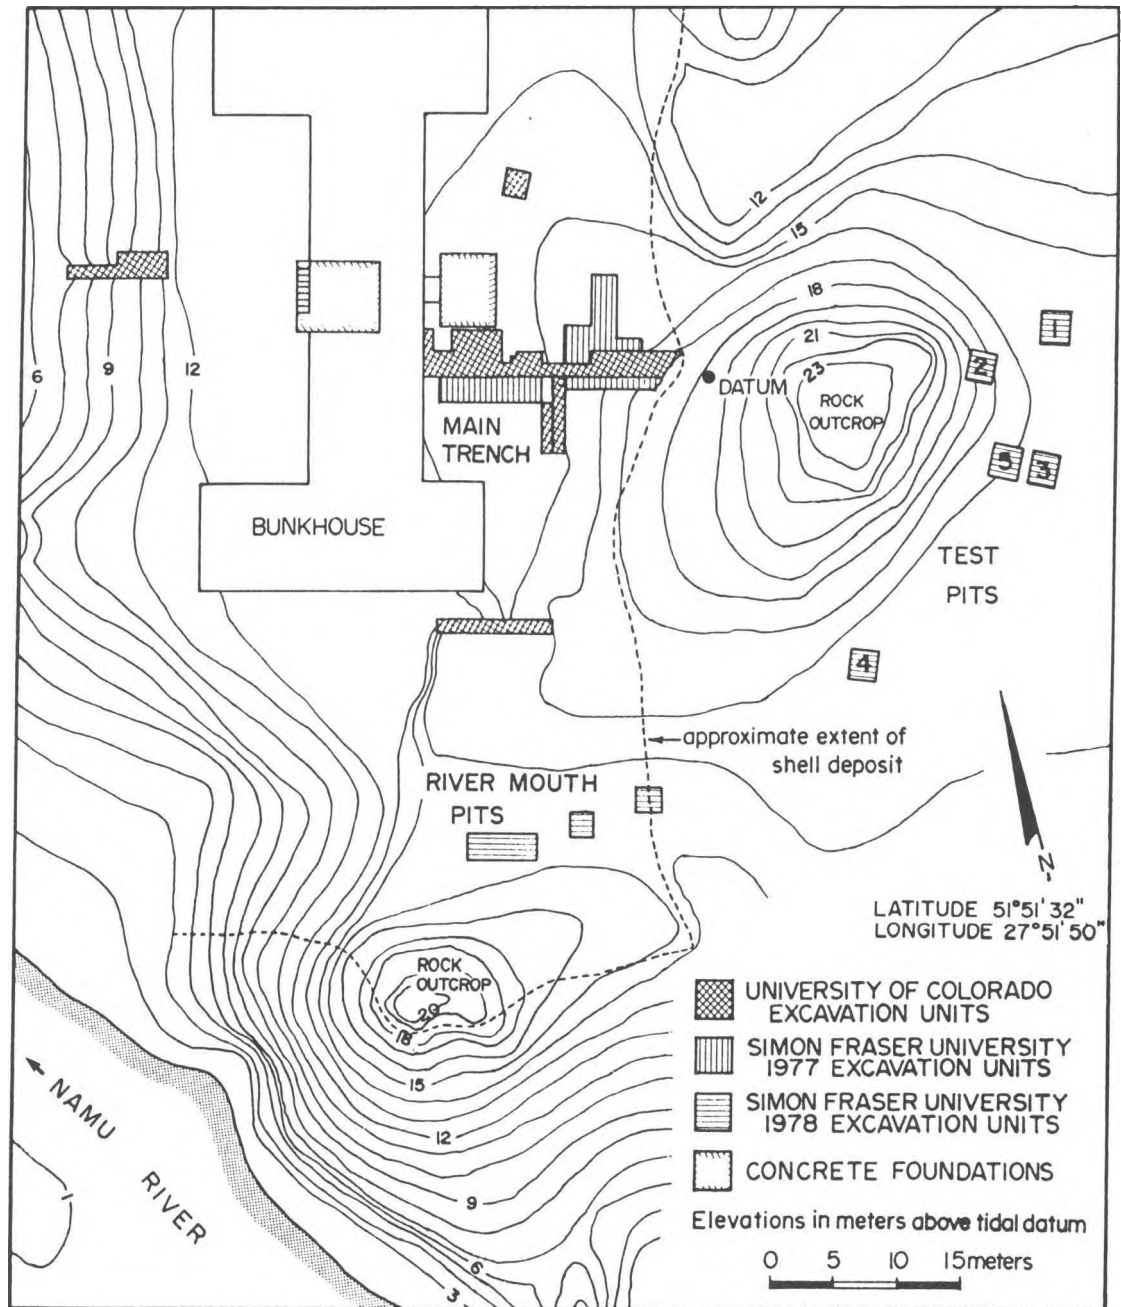 12
15
18
21
23
ROCK
OUTCROP
1
2
5
3
4
DATUM
6
9
12
MAIN
TRENCH
BUNKHOUSE
TEST
PITS
approximate extent of
shell deposit
RIVER MOUTH
PITS
N
LATITUDE 51°51'32"
LONGITUDE 27°51'50"
ROCK
OUTCROP
20
18
15
12
9
6
3
1
NAMU
RIVER
UNIVERSITY OF COLORADO
EXCAVATION UNITS
SIMON FRASER UNIVERSITY
1977 EXCAVATION UNITS
SIMON FRASER UNIVERSITY
1978 EXCAVATION UNITS
CONCRETE FOUNDATIONS
Elevations in meters above tidal datum
0 5 10 15 meters